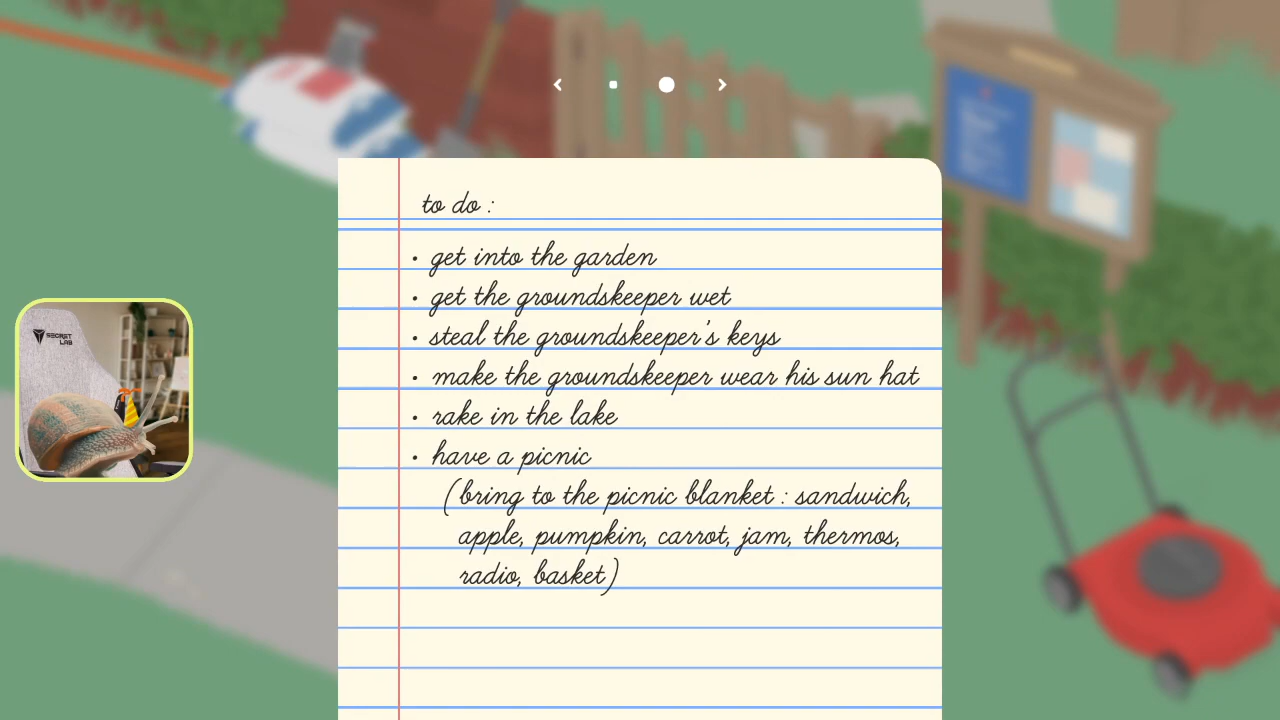 to do :
• get into the garden
• get the groundskeeper wet
• steal the groundskeeper's keys
• make the groundskeeper wear his sun hat
• rake in the lake
• have a picnic
(bring to the picnic blanket : sandwich,
apple, pumpkin, carrot, jam, thermos,
radio, basket)
SECRET
LAB